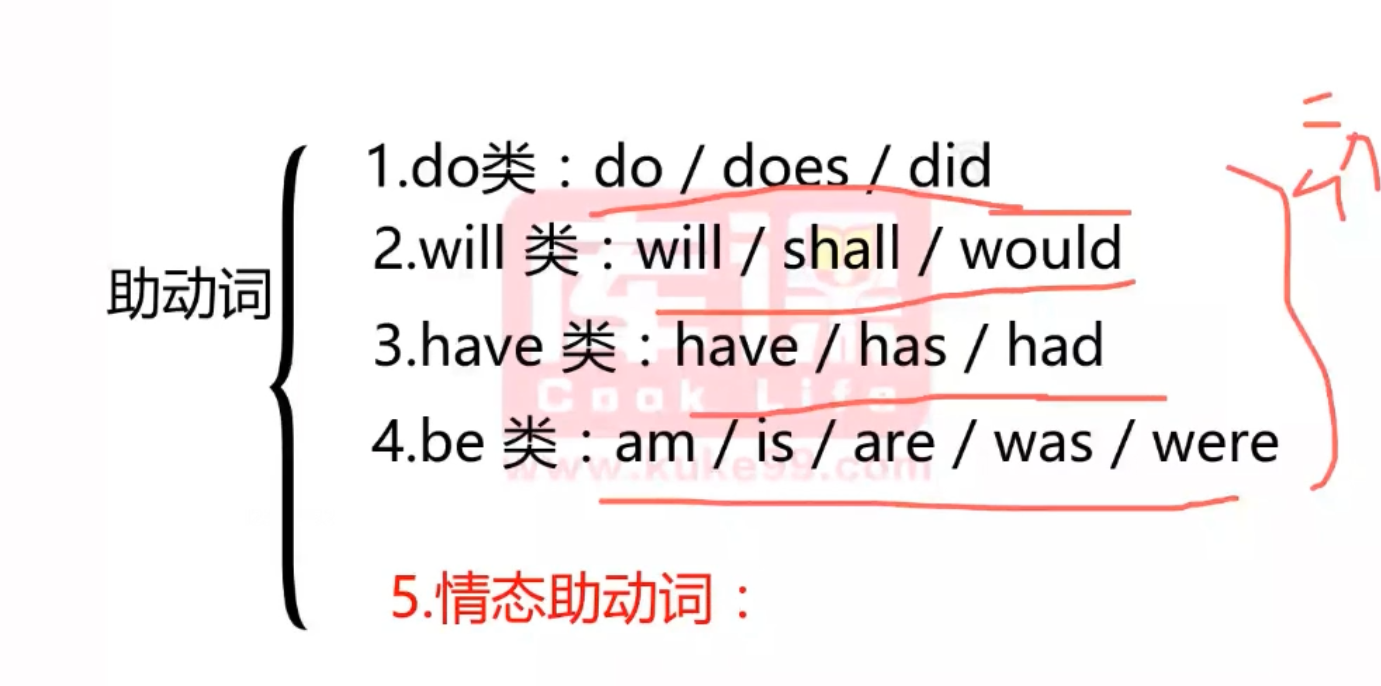 1.do类：do / does / did
2.will 类：will / shall / would
助动词
3.have 类：have / has / had
4.be 类：am / is / are / was / were
5.情态助动词：
库课
Cook Life
www.kuke99.com